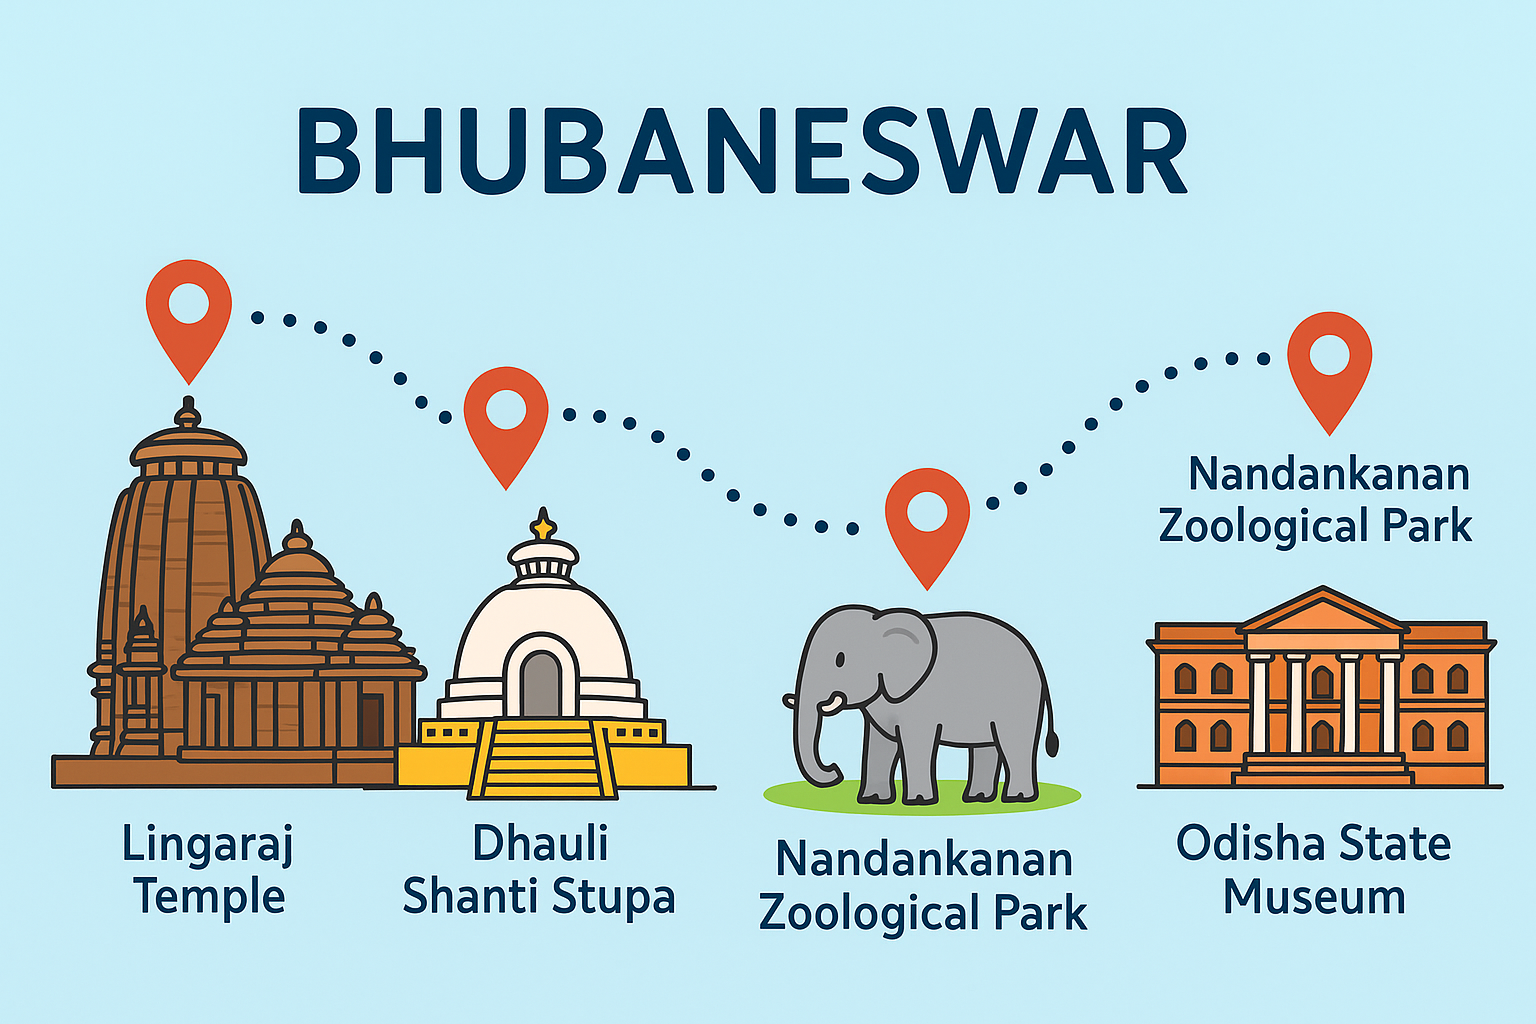 BHUBANESWAR
Lingaraj
Temple
Dhauli
Shanti Stupa
Nandankanan
Zoological Park
Nandankanan
Zoological Park
Odisha State
Museum